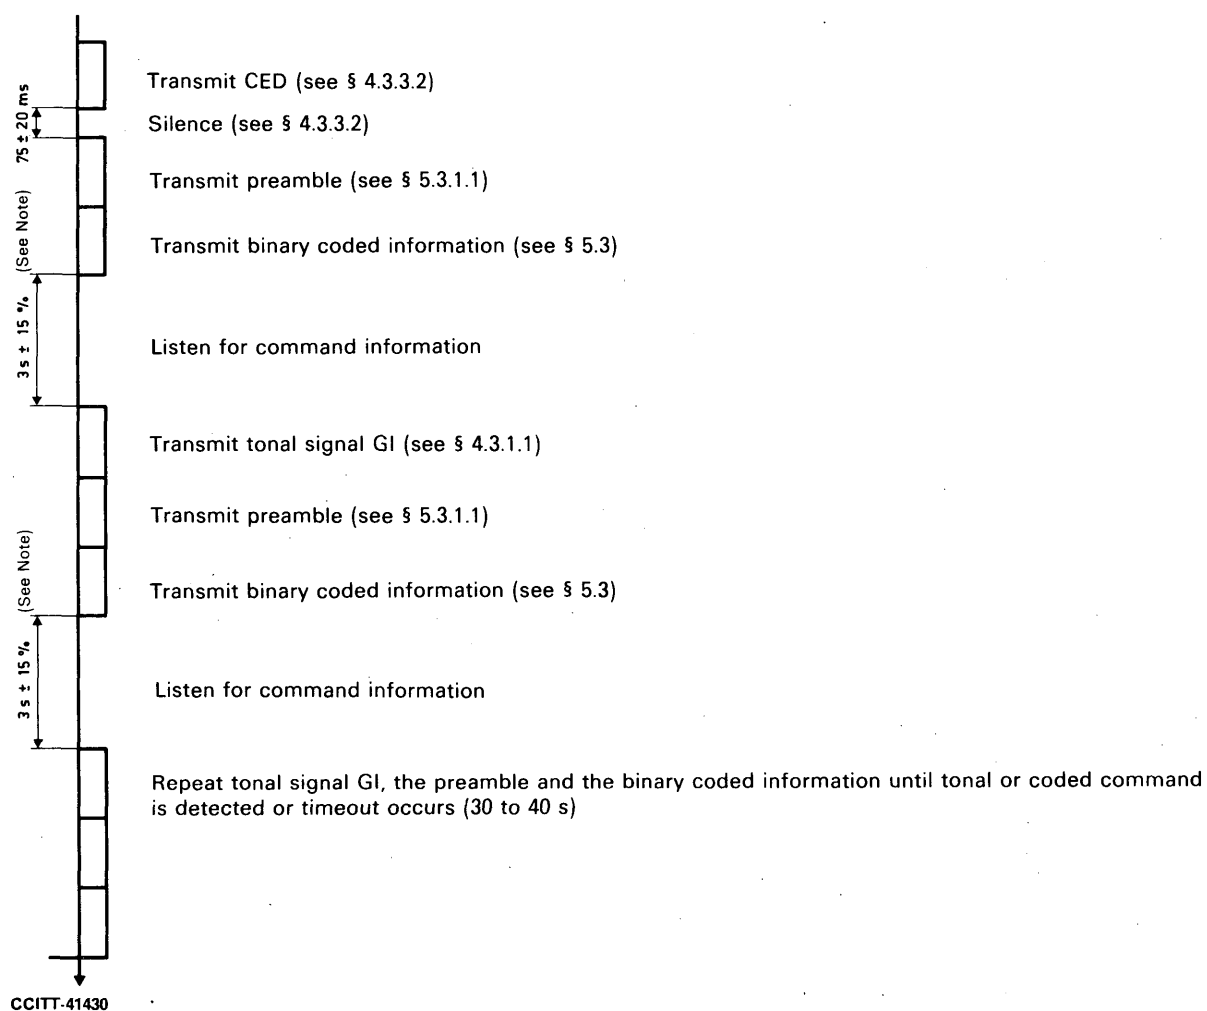 Transmit CED (see § 4.3.3.2)
75 ± 20 ms
Silence (see § 4.3.3.2)
Transmit preamble (see § 5.3.1.1)
(See Note)
Transmit binary coded information (see § 5.3)
3 s ± 15 %
Listen for command information
Transmit tonal signal GI (see § 4.3.1.1)
Transmit preamble (see § 5.3.1.1)
(See Note)
Transmit binary coded information (see § 5.3)
3 s ± 15 %
Listen for command information
Repeat tonal signal GI, the preamble and the binary coded information until tonal or coded command
is detected or timeout occurs (30 to 40 s)
CCITT-41430